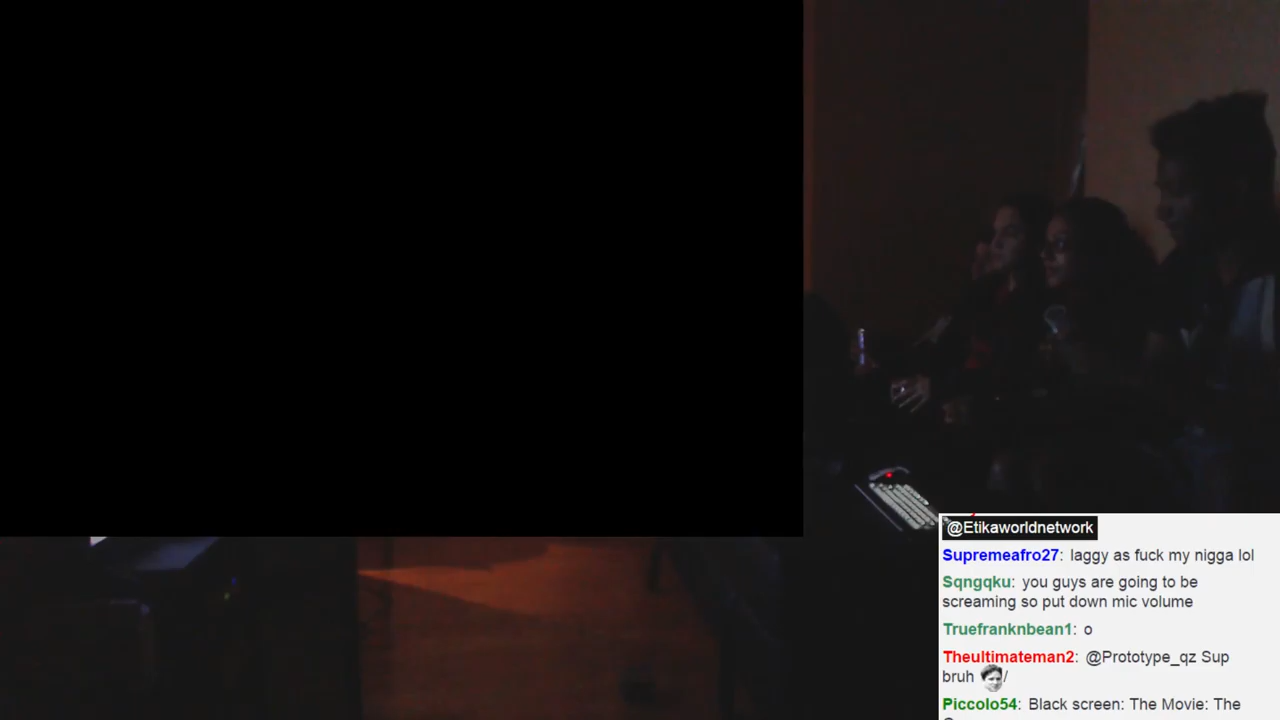 @Etikaworldnetwork
Supremeafro27: laggy as fuck my nigga lol
Sqngqku: you guys are going to be
screaming so put down mic volume
Truefranknbean1: o
Theultimateman2: @Prototype_qz Sup
bruh /
Piccolo54: Black screen: The Movie: The